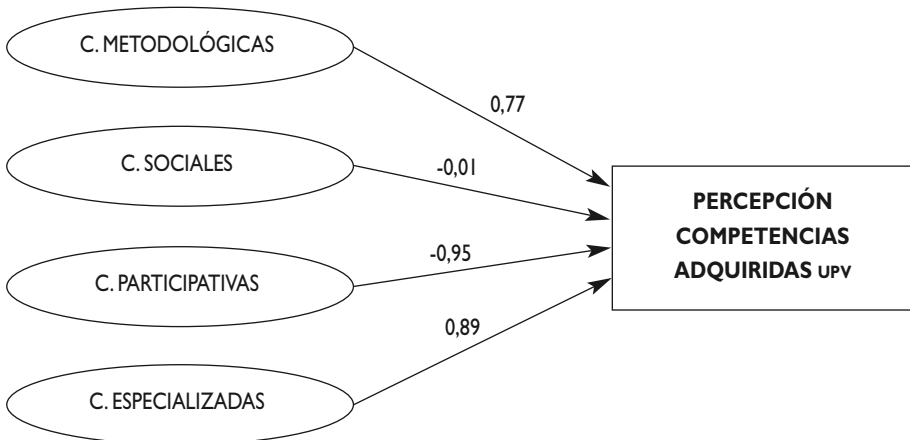 C. METODOLÓGICAS
0,77
C. SOCIALES
-0,01
PERCEPCIÓN
COMPETENCIAS
ADQUIRIDAS UPV
-0,95
C. PARTICIPATIVAS
0,89
C. ESPECIALIZADAS